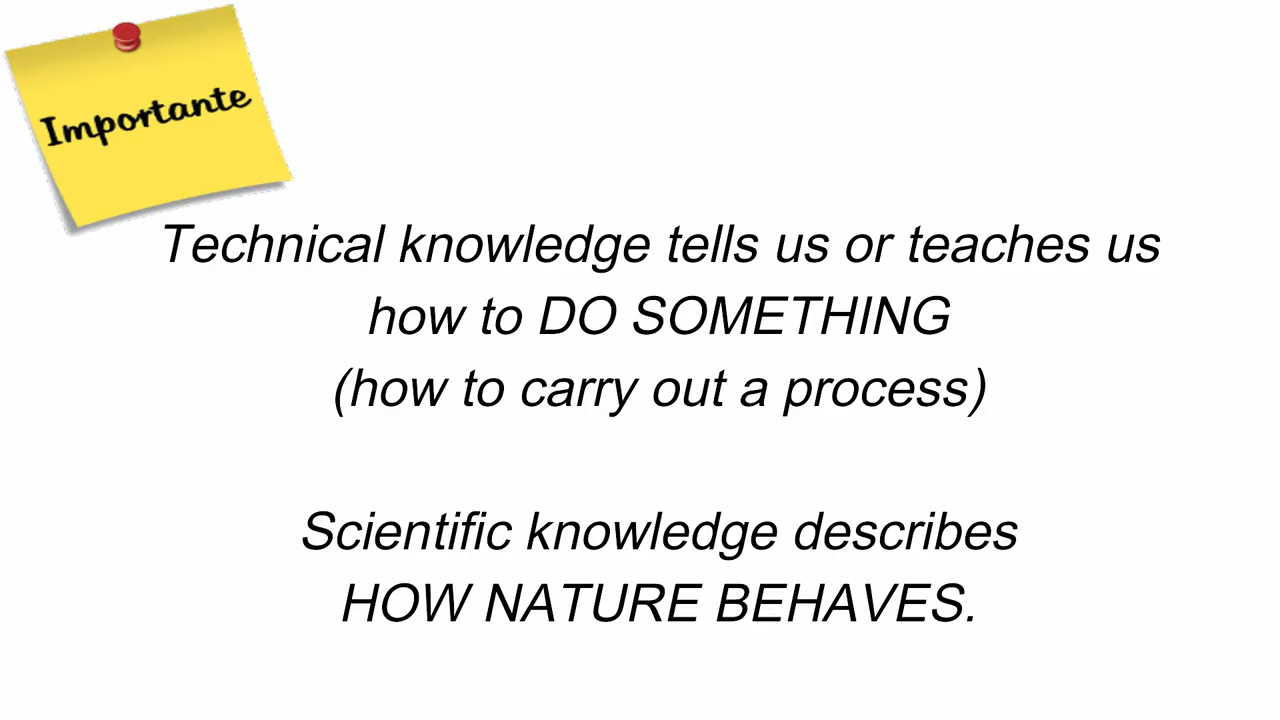 Importante
Technical knowledge tells us or teaches us
how to DO SOMETHING
(how to carry out a process)
Scientific knowledge describes
HOW NATURE BEHAVES.